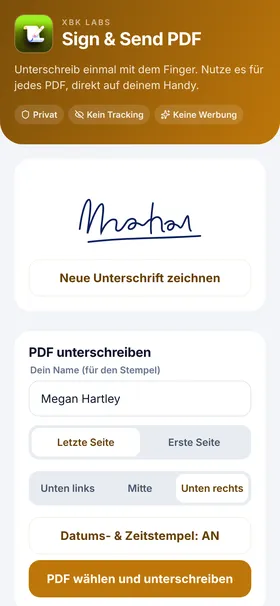 XBK LABS
Sign & Send PDF
Unterschreib einmal mit dem Finger. Nutze es für
jedes PDF, direkt auf deinem Handy.
Privat
Kein Tracking
Keine Werbung
Neue Unterschrift zeichnen
PDF unterschreiben
Dein Name (für den Stempel)
Megan Hartley
Letzte Seite
Erste Seite
Unten links
Mitte
Unten rechts
Datums- & Zeitstempel: AN
PDF wählen und unterschreiben